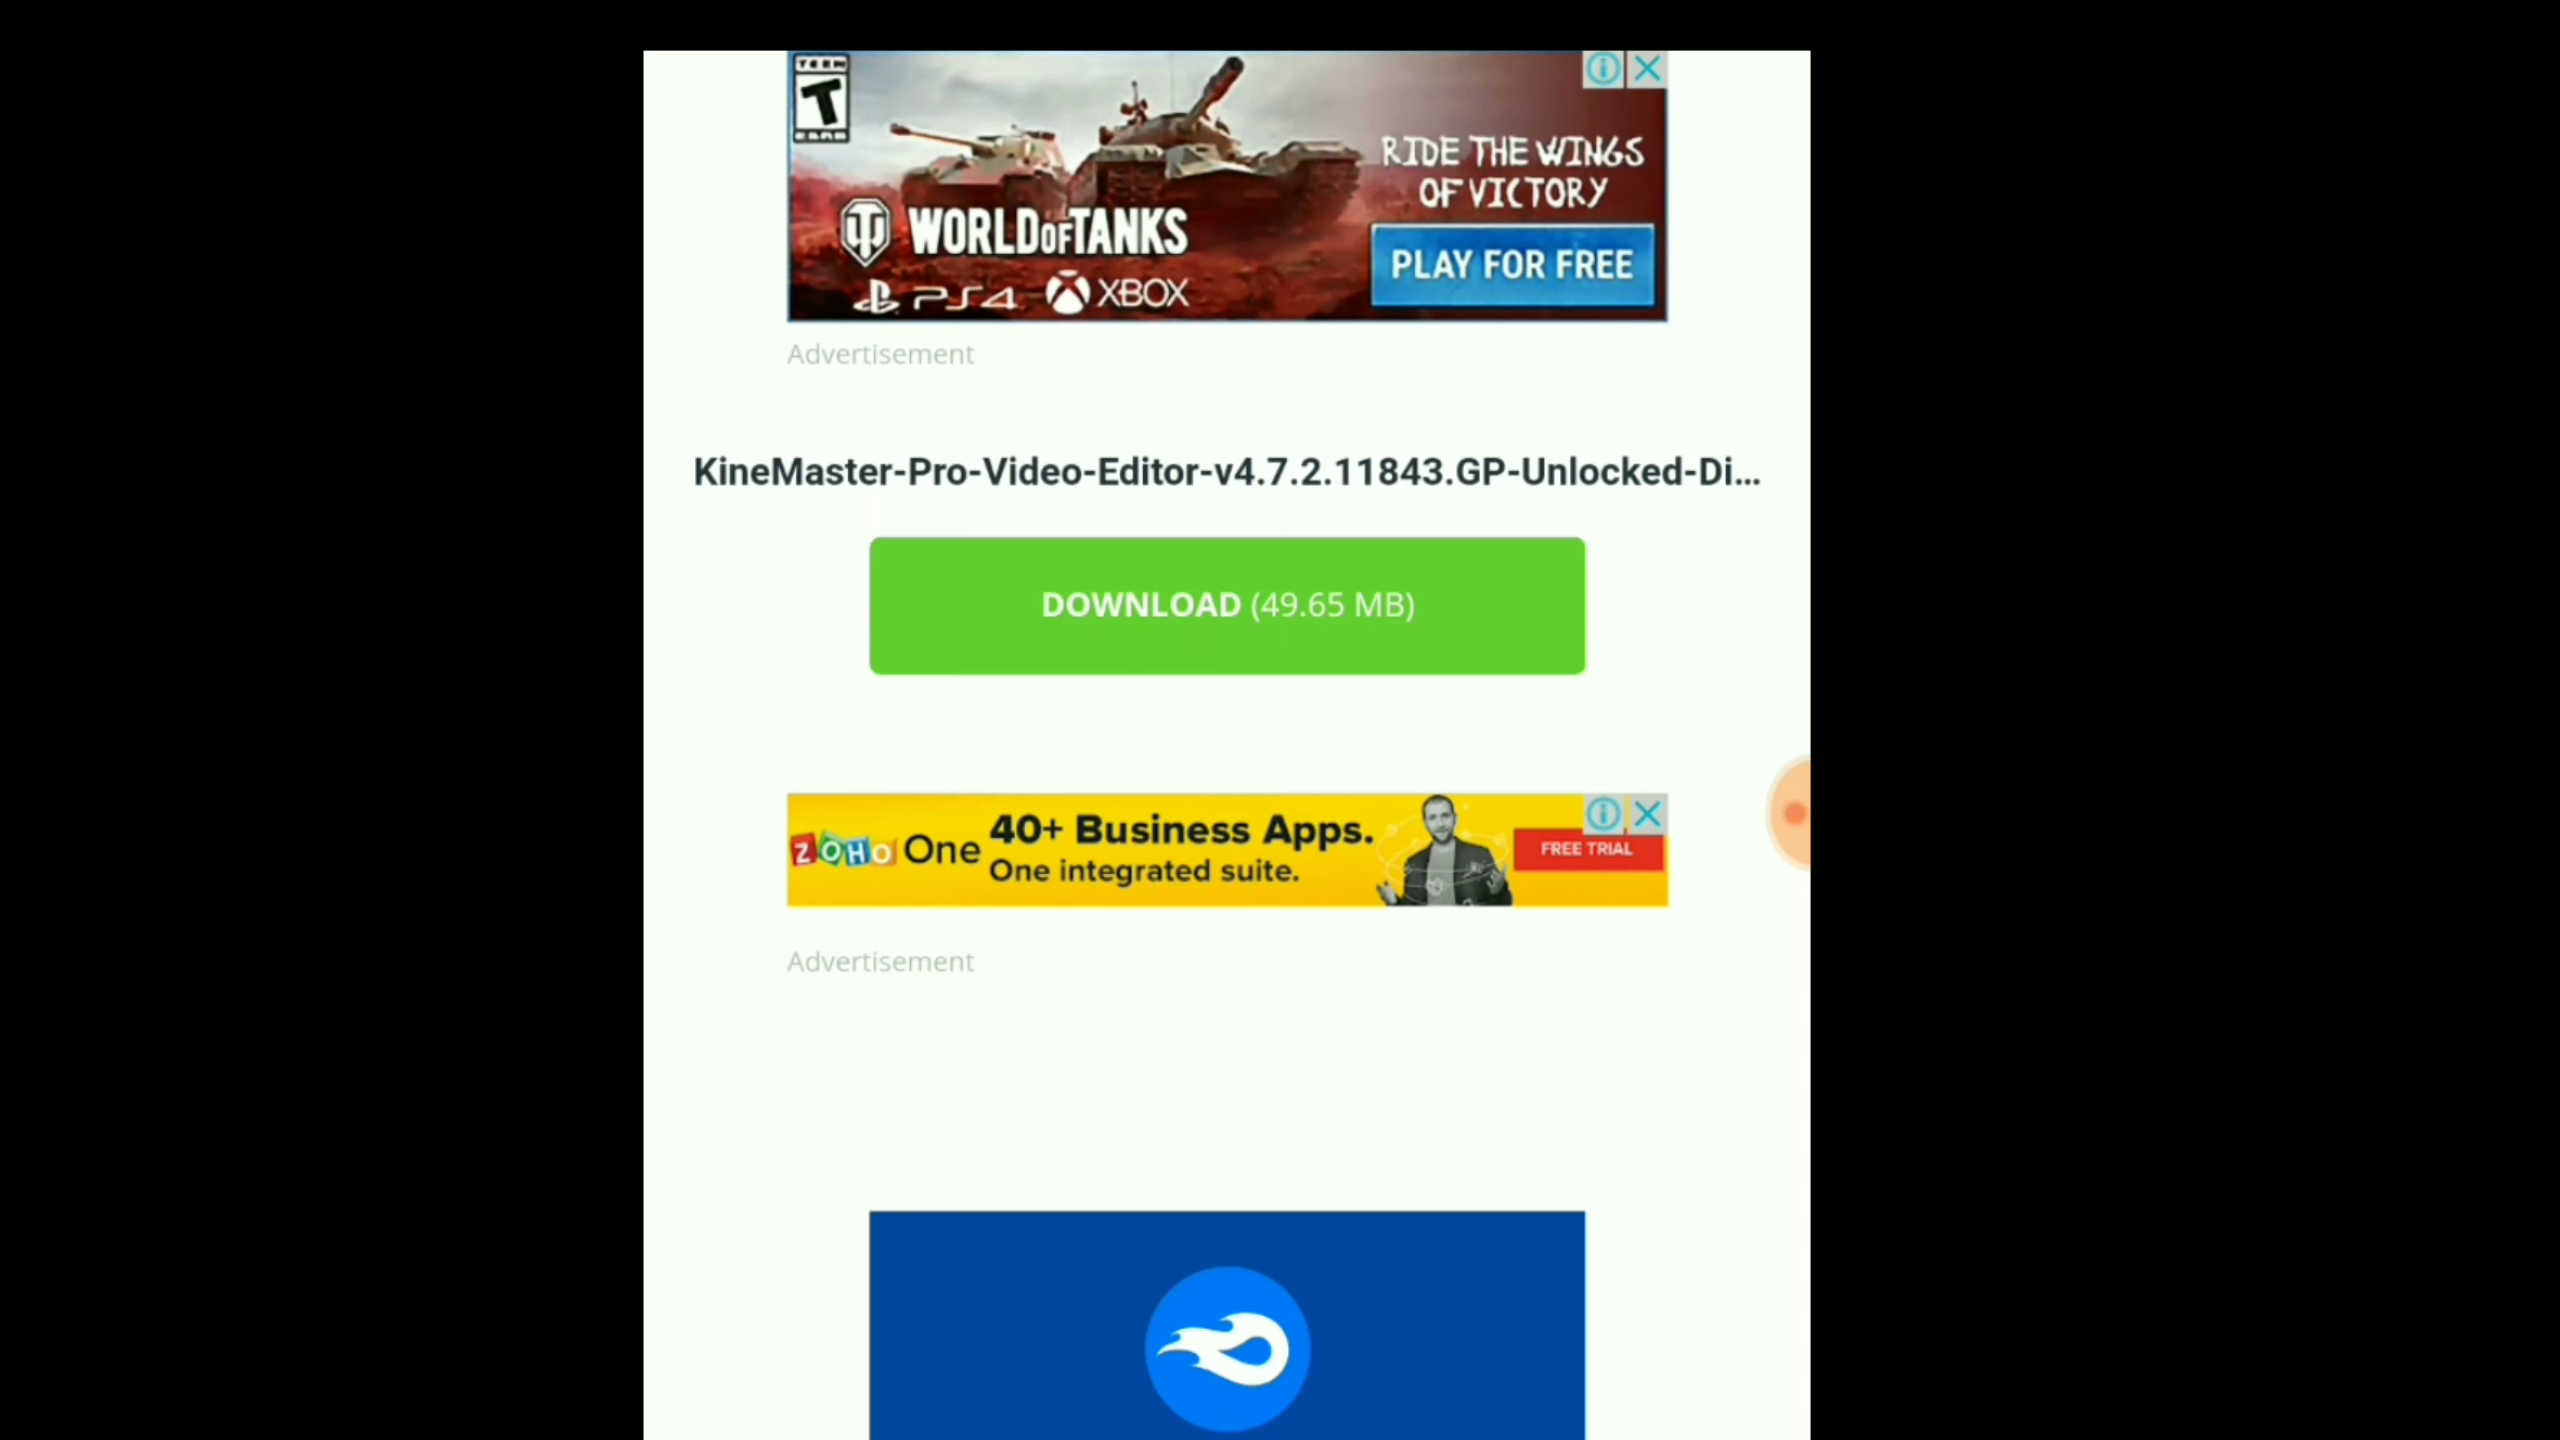 TEEN
T
RIDE THE WINGS
OF VICTORY
WORLD OF TANKS
PLAY FOR FREE
PS4 XBOX
Advertisement
KineMaster-Pro-Video-Editor-v4.7.2.11843.GP-Unlocked-Di...
DOWNLOAD (49.65 MB)
ZOHO One
40+ Business Apps.
One integrated suite.
FREE TRIAL
Advertisement